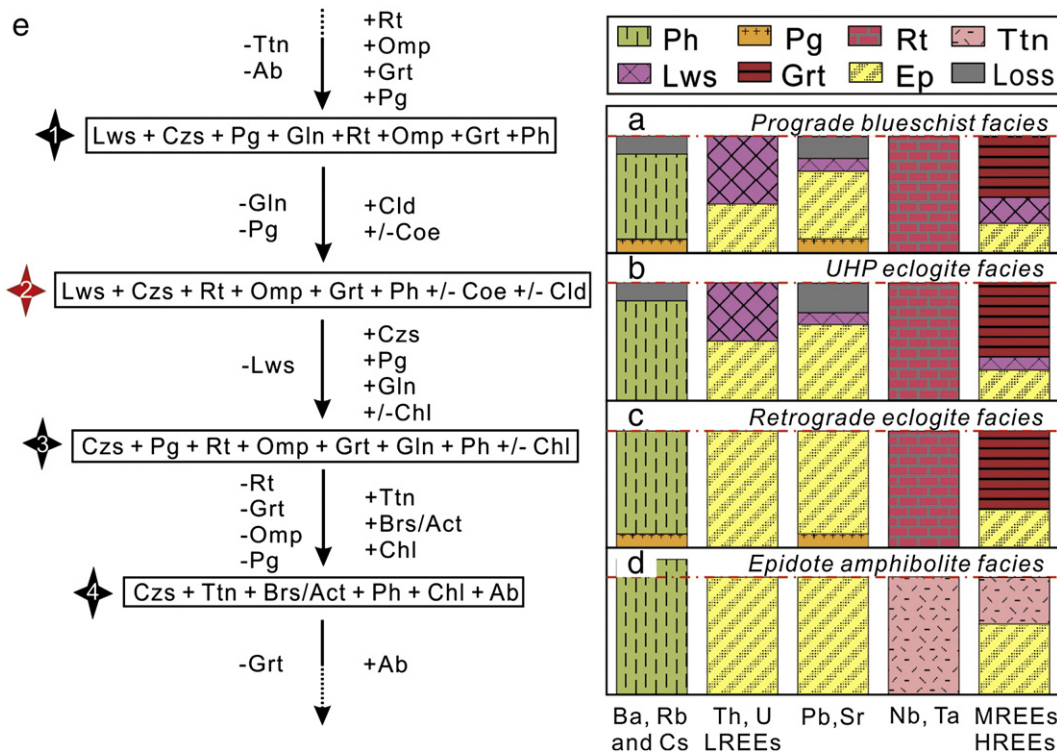 e
-Ttn
-Ab
+Rt
+Omp
+Grt
+Pg
1
Lws + Czs + Pg + Gln +Rt +Omp +Grt +Ph
-Gln
-Pg
+Cld
+/-Coe
2
Lws + Czs + Rt + Omp + Grt + Ph +/- Coe +/- Cld
-Lws
+Czs
+Pg
+Gln
+/-Chl
3
Czs + Pg + Rt + Omp + Grt + Gln + Ph +/- Chl
-Rt
-Grt
-Omp
-Pg
+Ttn
+Brs/Act
+Chl
4
Czs + Ttn + Brs/Act + Ph + Chl + Ab
-Grt
+Ab
Ph Pg Rt Ttn
Lws Grt Ep Loss
a Prograde blueschist facies
b UHP eclogite facies
c Retrograde eclogite facies
d Epidote amphibolite facies
Ba, Rb Th, U Pb,Sr Nb, Ta MREEs
and Cs LREEs HREEs